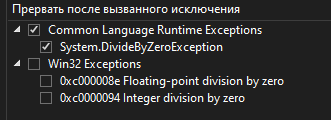 Прервать после вызванного исключения
Common Language Runtime Exceptions
System.DivideByZeroException
Win32 Exceptions
0xc000008e Floating-point division by zero
0xc0000094 Integer division by zero